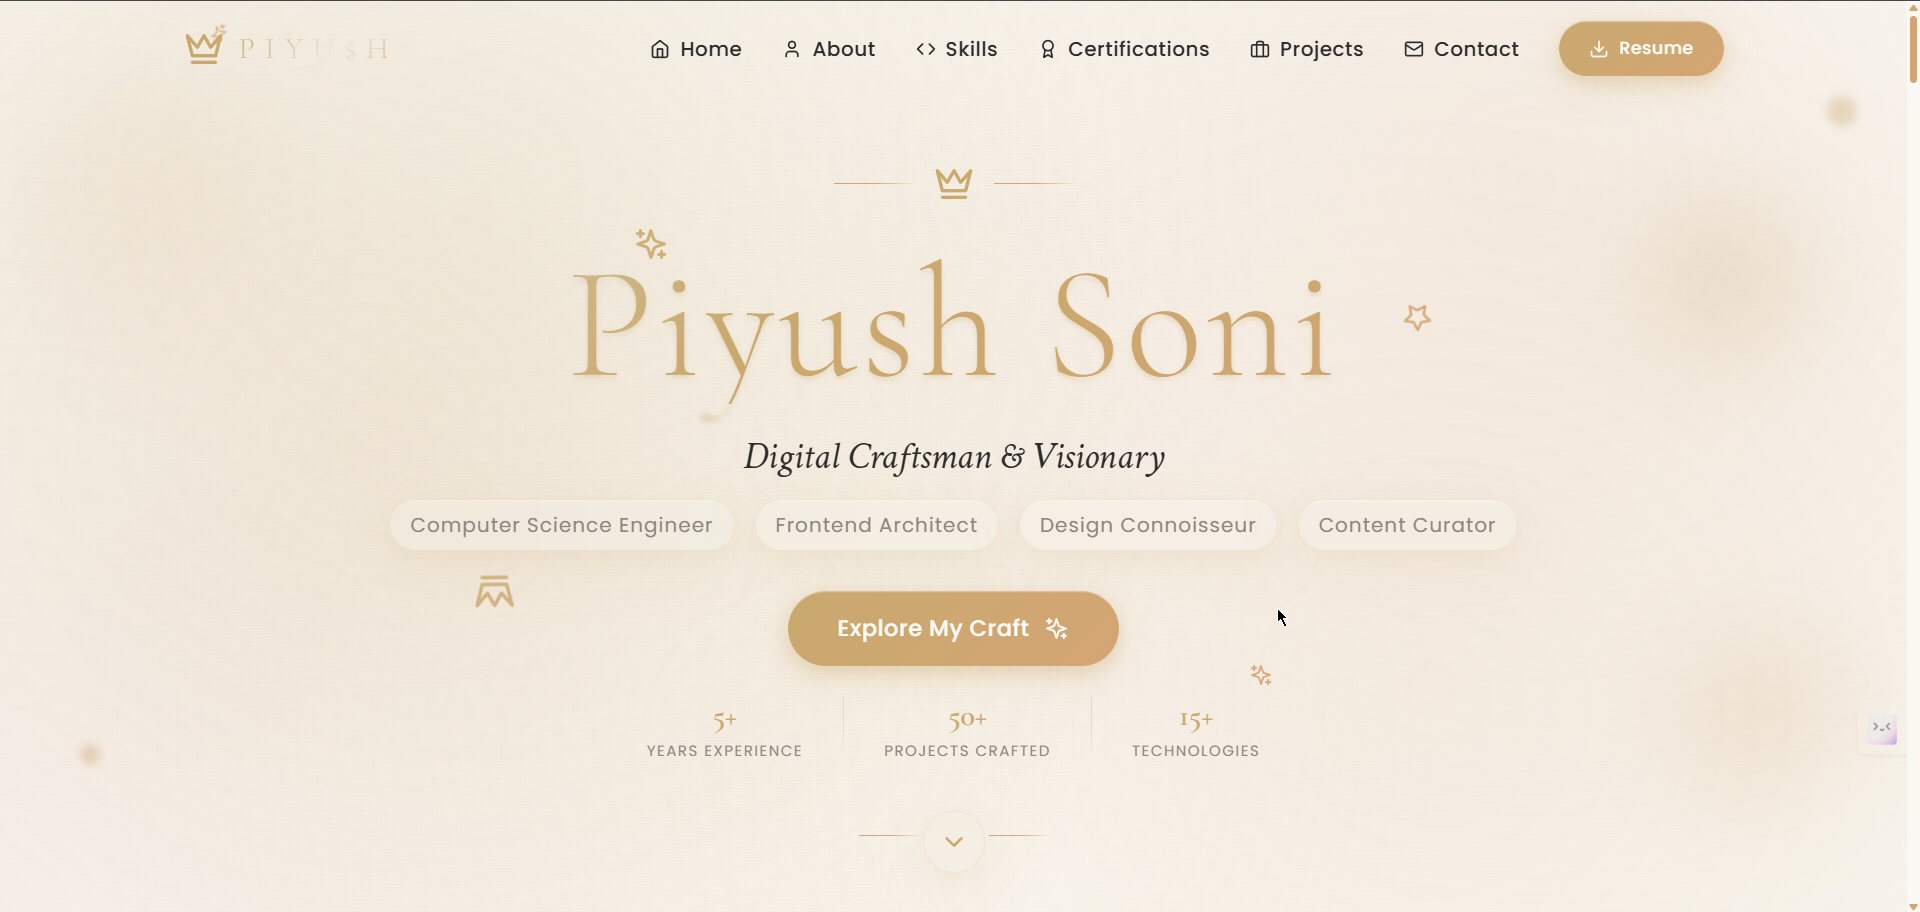 PIYU$H
Home
About
Skills
Certifications
Projects
Contact
Resume
Piyush Soni
Digital Craftsman & Visionary
Computer Science Engineer
Frontend Architect
Design Connoisseur
Content Curator
Explore My Craft
5+
50+
15+
YEARS EXPERIENCE
PROJECTS CRAFTED
TECHNOLOGIES